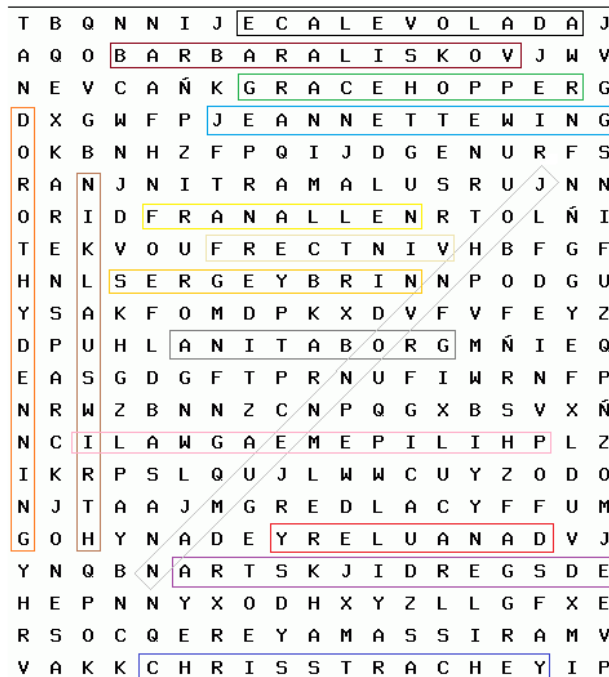 T B Q N N I J E C A L E V O L A D A J
A Q O B A R B A R A L I S K O V J W V
N E V C A Ñ K G R A C E H O P P E R G
D X G W F P J E A N N E T T E W I N G
O K B N H Z F P Q I J D G E N U R F S
R A N J N I T R A M A L U S R U J N N
O R I D F R A N A L L E N R T O L Ñ I
T E K V O U F R E C T N I V H B F G F
H N L S E R G E Y B R I N N P O D G U
Y S A K F O M D P K X D V F V F E Y Z
D P U H L A N I T A B O R G M Ñ I E Q
E A S G D G F T P R N U F I W R N F P
N R W Z B N N Z C N P Q G X B S V X Ñ
N C I L A W G A E M E P I L I H P L Z
I K R P S L Q U J L W W C U Y Z O D O
N J T A A J M G R E D L A C Y F F U M
G O H Y N A D E Y R E L U A N A D V J
Y N Q B N A R T S K J I D R E G S D E
H E P N N Y X O D H X Y Z L L G F X E
R S O C Q E R E Y A M A S S I R A M V
V A K K C H R I S S T R A C H E Y I P